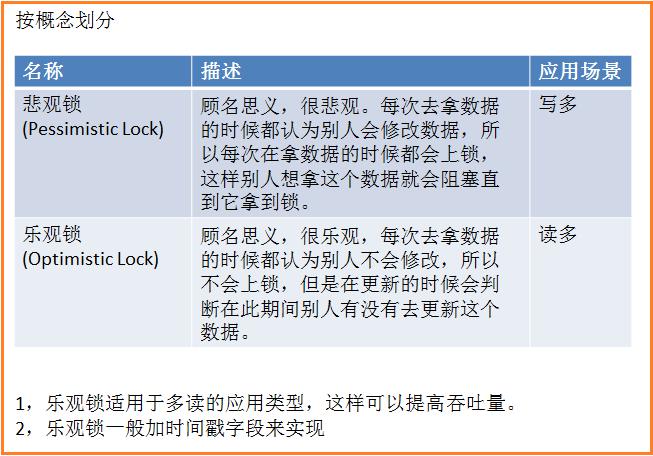 按概念划分
名称 描述 应用场景
悲观锁
(Pessimistic Lock)
顾名思义，很悲观。每次去拿数据
的时候都认为别人会修改数据，所
以每次在拿数据的时候都会上锁，
这样别人想拿这个数据就会阻塞直
到它拿到锁。
写多
乐观锁
(Optimistic Lock)
顾名思义，很乐观，每次去拿数据
的时候都认为别人不会修改，所以
不会上锁，但是在更新的时候会判
断在此期间别人有没有去更新这个
数据。
读多
1，乐观锁适用于多读的应用类型，这样可以提高吞吐量。
2，乐观锁一般加时间戳字段来实现